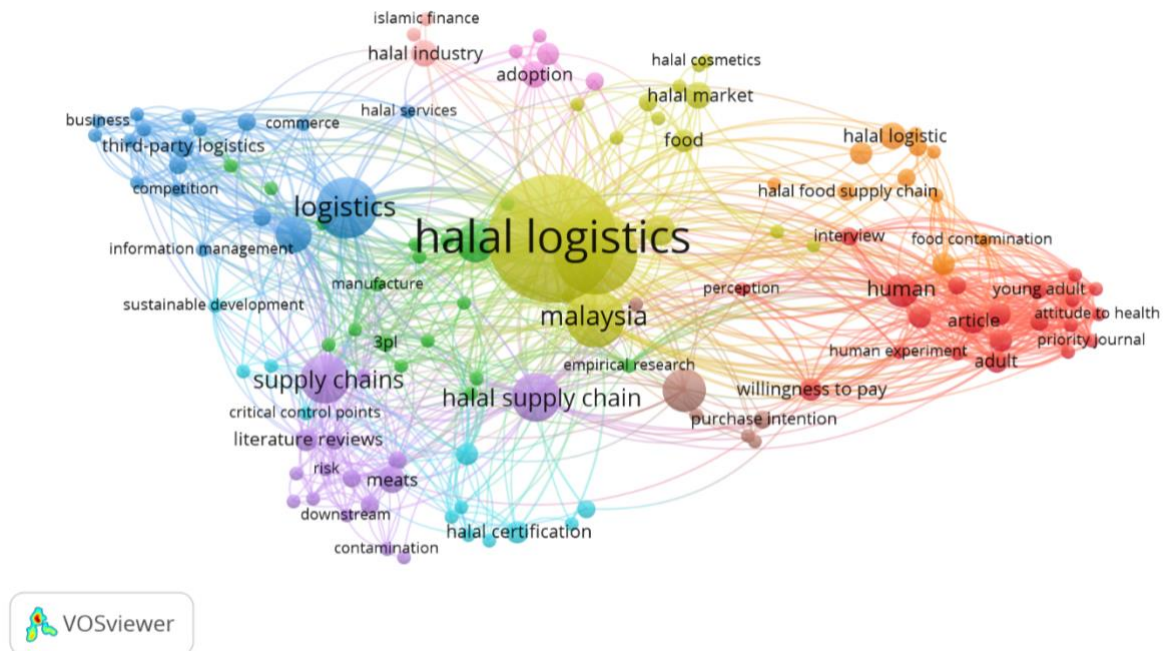 islamic finance
halal industry
adoption
halal cosmetics
halal market
business
halal services
commerce
third-party logistics
food
halal logistic
competition
halal food supply chain
logistics
halal logistics
information management
interview
food contamination
manufacture
perception
human
young adult
sustainable development
malaysia
article
attitude to health
3pl
human experiment
priority journal
adult
empirical research
supply chains
halal supply chain
willingness to pay
critical control points
purchase intention
literature reviews
risk
meats
downstream
halal certification
contamination
VOSviewer